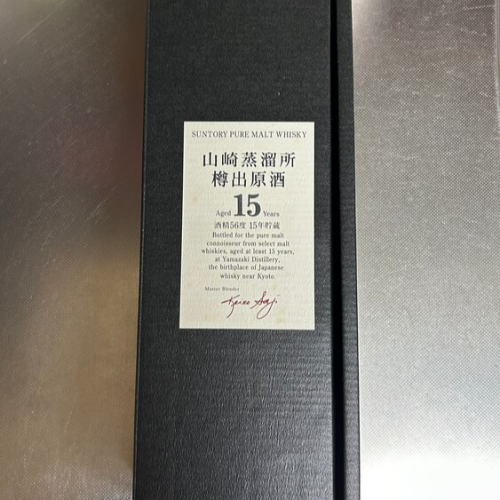 SUNTORY PURE MALT WHISKY
山崎蒸溜所
樽出原酒
Aged 15 Years
酒精56度 15年貯蔵
Bottled for the pure malt
connoisseur from select malt
whiskies, aged at least 15 years,
at Yamazaki Distillery,
the birthplace of Japanese
whisky near Kyoto.
Master Blender
Keizo Saji